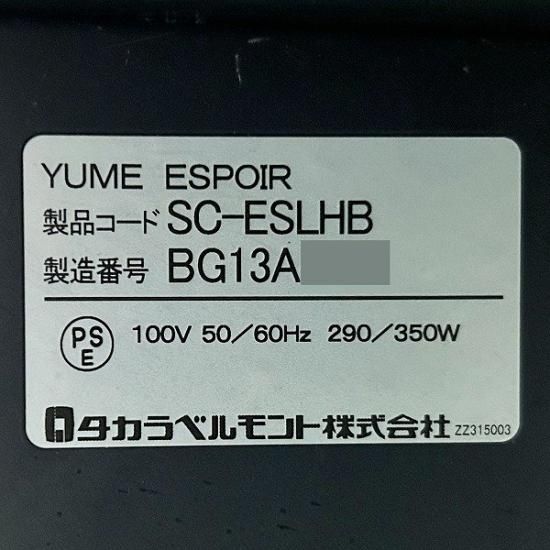 YUME ESPOIR
製品コード SC-ESLHB
製造番号 BG13A
PSE 100V 50/60Hz 290/350W
タカラベルモント株式会社 ZZ315003